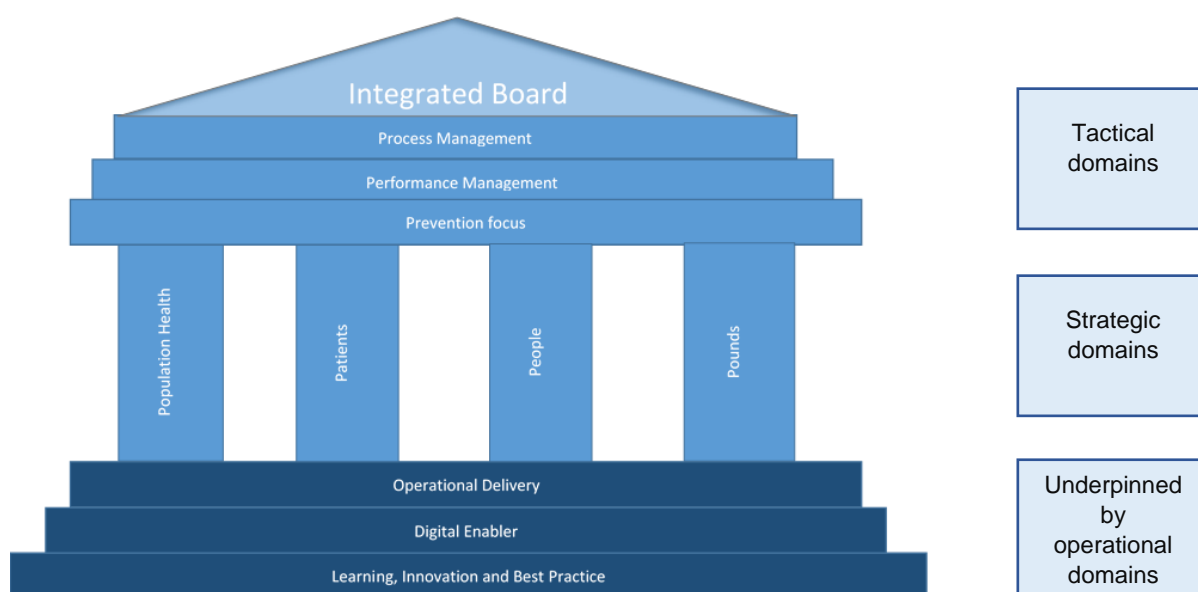 Integrated Board
Process Management
Performance Management
Prevention focus
Population Health
Patients
People
Pounds
Operational Delivery
Digital Enabler
Learning, Innovation and Best Practice
Tactical
domains
Strategic
domains
Underpinned
by
operational
domains